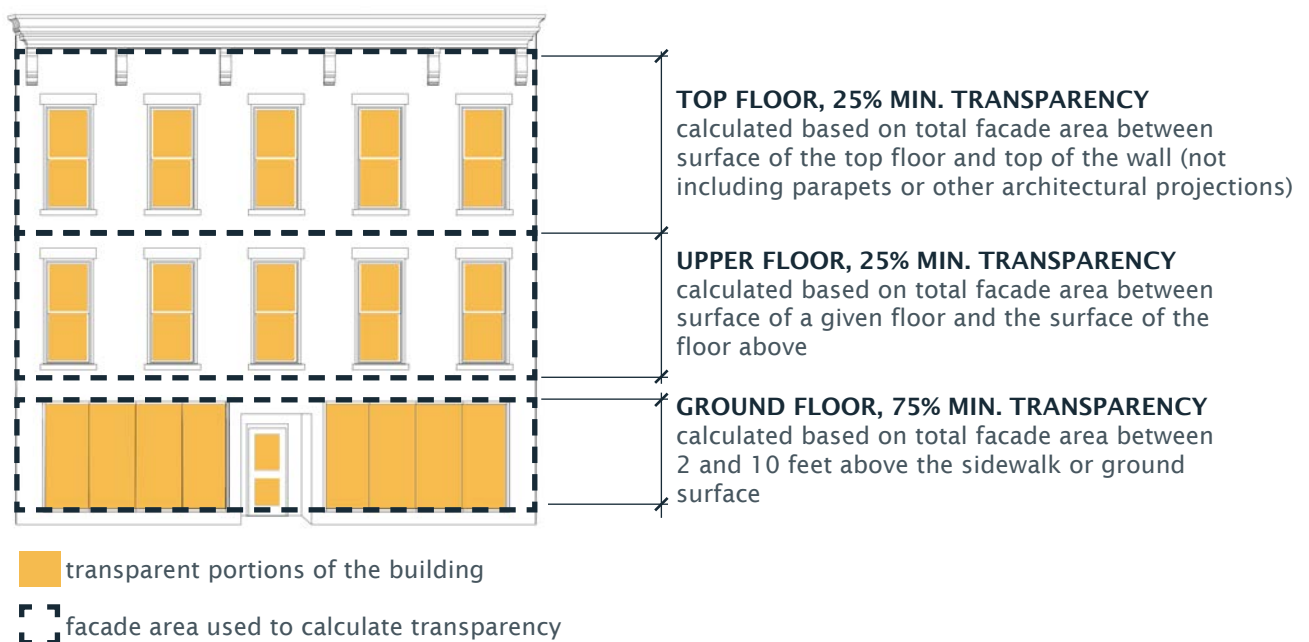 TOP FLOOR, 25% MIN. TRANSPARENCY
calculated based on total facade area between
surface of the top floor and top of the wall (not
including parapets or other architectural projections)
UPPER FLOOR, 25% MIN. TRANSPARENCY
calculated based on total facade area between
surface of a given floor and the surface of the
floor above
GROUND FLOOR, 75% MIN. TRANSPARENCY
calculated based on total facade area between
2 and 10 feet above the sidewalk or ground
surface
transparent portions of the building
facade area used to calculate transparency